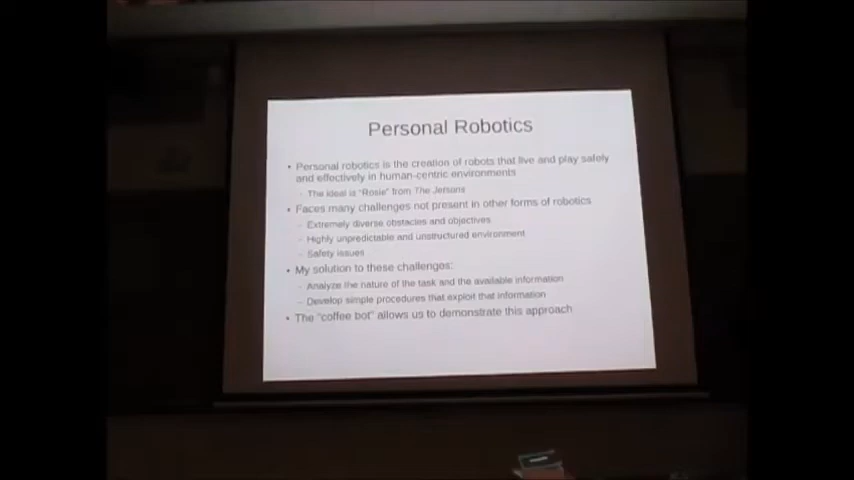 Personal Robotics
• Personal robotics is the creation of robots that live and play safely
and effectively in human-centric environments
- The ideal is "Rosie" from The Jetsons
• Faces many challenges not present in other forms of robotics
- Extremely diverse obstacles and objectives
- Highly unpredictable and unstructured environment
- Safety issues
• My solution to these challenges:
- Analyze the nature of the task and the available information
- Develop simple procedures that exploit that information
• The "coffee bot" allows us to demonstrate this approach